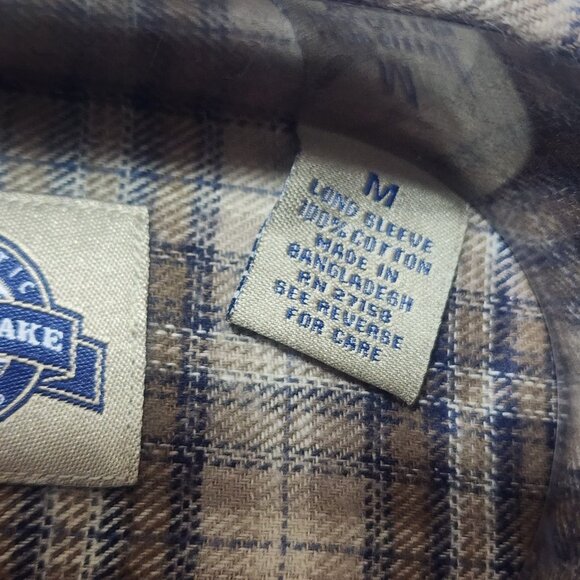 M
LONG SLEEVE
100% COTTON
MADE IN
BANGLADESH
RN 27158
SEE REVERSE
FOR CARE
AKE